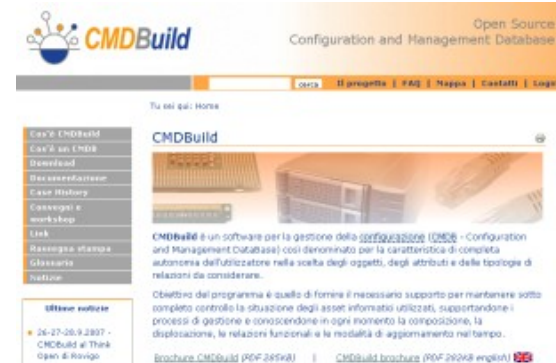 CMDBuild
Open Source
Configuration and Management Database
Cerca
Il progetto | FAQ | Mappa | Contatti | Logo
Tu sei qui: Home
Cos'è CMDBuild
Cos'è un CMDB
Download
Documentazione
Case History
Convegni e
workshop
Link
Rassegna stampa
Glossario
Notizie
Ultime notizie
26-27-28.9.2007 -
CMDBuild al Think
Open di Rovigo
CMDBuild
CMDBuild è un software per la gestione della configurazione (CMDB - Configuration
and Management DataBase) così denominato per la caratteristica di completa
autonomia dell'utilizzatore nella scelta degli oggetti, degli attributi e delle tipologie di
relazioni da considerare.
Obiettivo del programma è quello di fornire il necessario supporto per mantenere sotto
completo controllo la situazione degli asset informatici utilizzati, supportandone i
processi di gestione e conoscendone in ogni momento la composizione, la
dislocazione, le relazioni funzionali e le modalità di aggiornamento nel tempo.
Brochure CMDBuild (PDF 285KB) | CMDBuild brochure (PDF 282KB english)